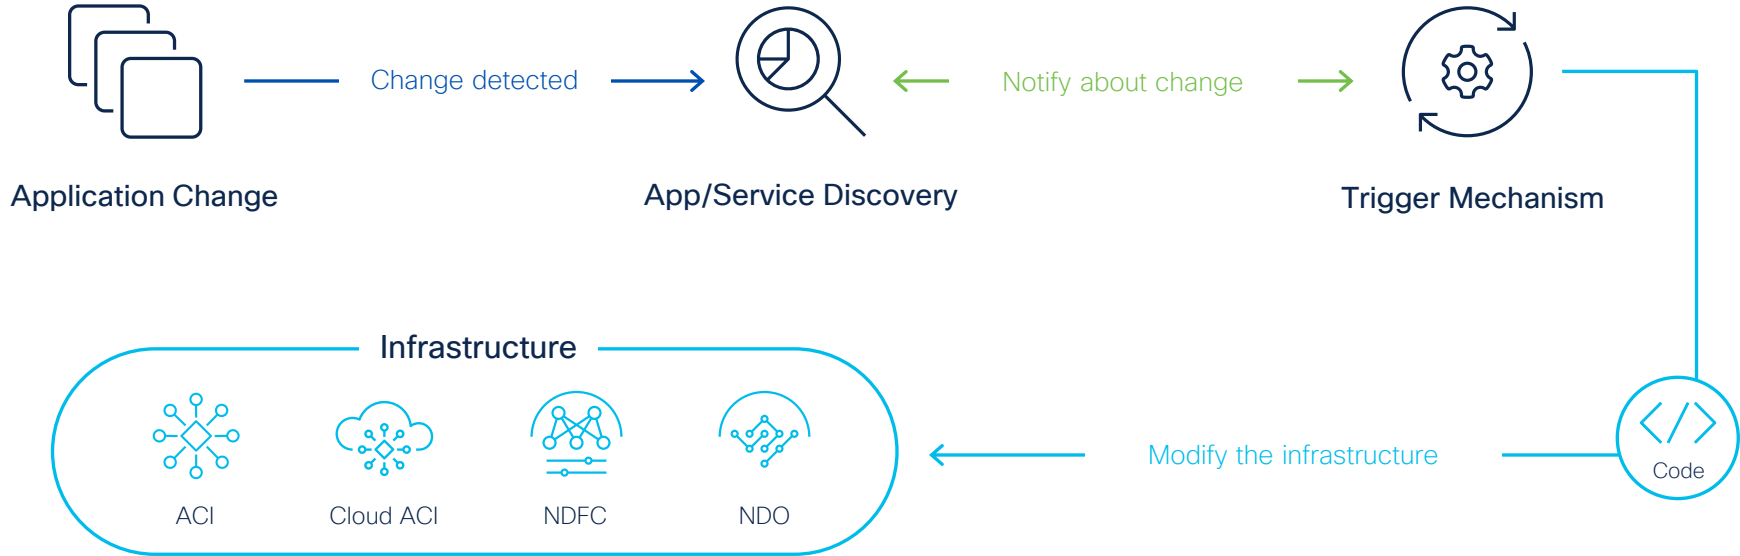 Change detected
Notify about change
Application Change
App/Service Discovery
Trigger Mechanism
Infrastructure
Modify the infrastructure
Code
ACI
Cloud ACI
NDFC
NDO